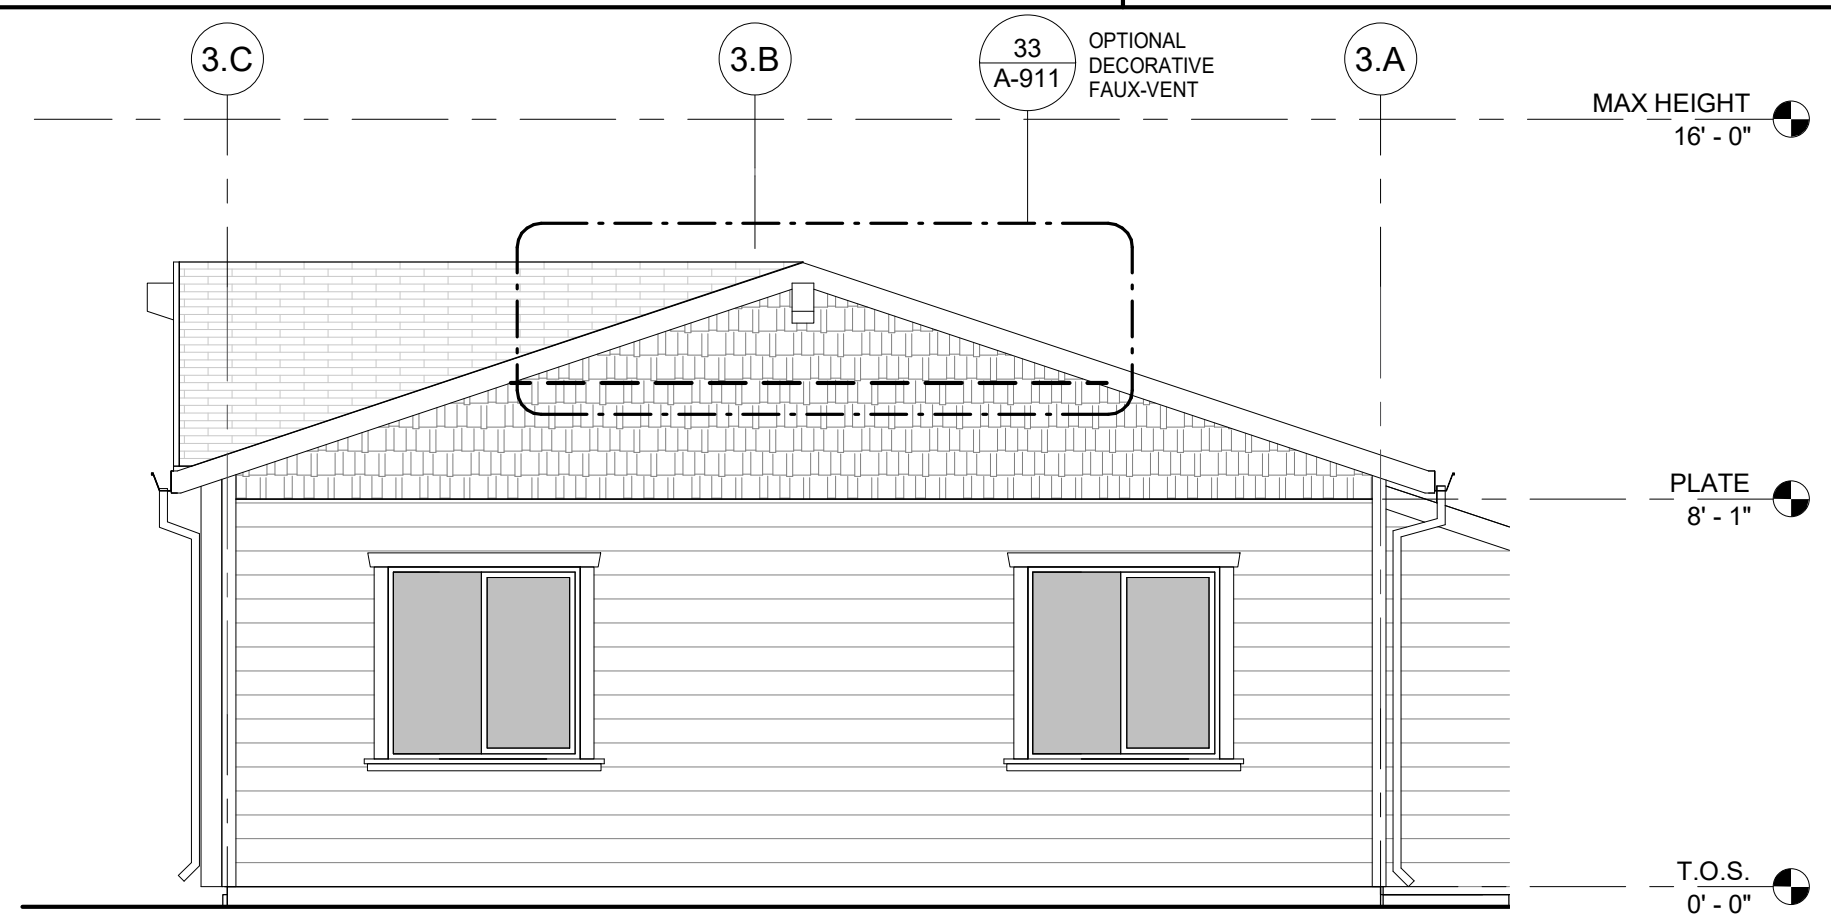 3.C
3.B
33
A-911
OPTIONAL
DECORATIVE
FAUX-VENT
3.A
MAX HEIGHT
16' - 0"
PLATE
8' - 1"
T.O.S.
0' - 0"